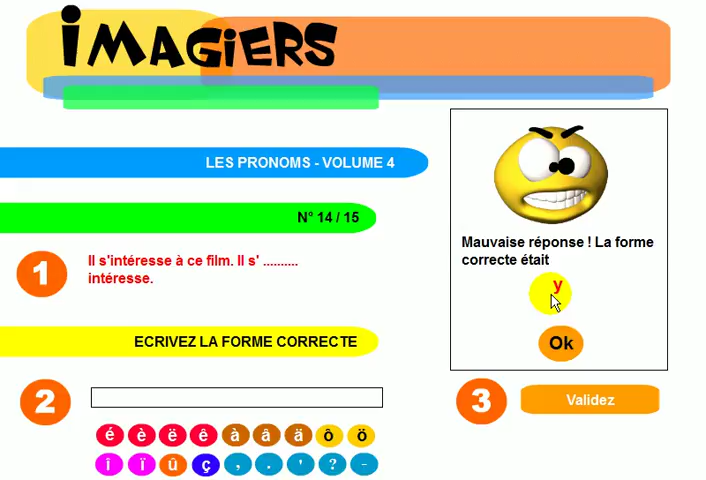 iMAGiERS
LES PRONOMS - VOLUME 4
N° 14 / 15
1
Il s'intéresse à ce film. Il s' ..........
intéresse.
Mauvaise réponse ! La forme
correcte était
y
Ok
ECRIVEZ LA FORME CORRECTE
2
3
Validez
é è ë ê à â ä ô ö
î ï û ç , . ' ? -